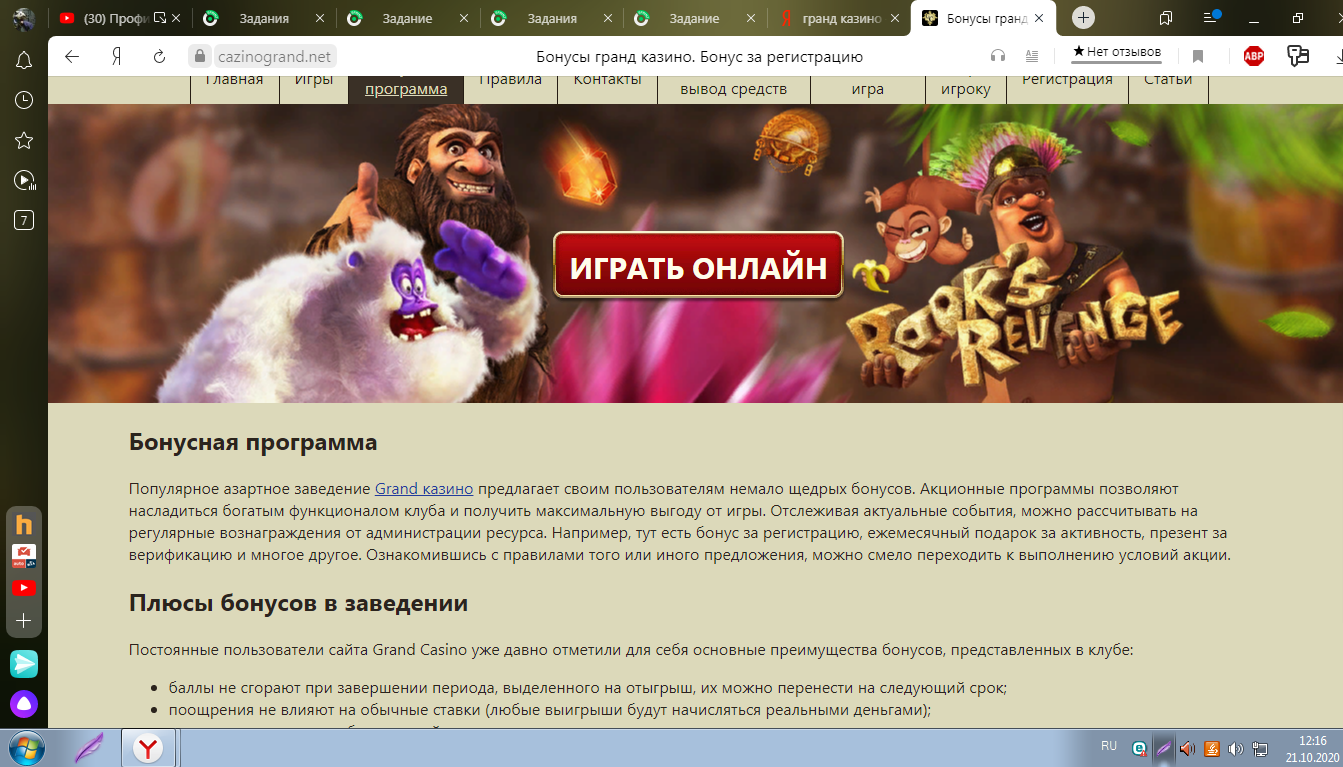 (30) Профи
Задания
Задание
Задания
Задание
гранд казино
Бонусы гранд
cazinogrand.net
Бонусы гранд казино. Бонус за регистрацию
★Нет отзывов
ABP
7
Главная
Игры
программа
Правила
Контакты
вывод средств
игра
игроку
Регистрация
Статьи
ИГРАТЬ ОНЛАЙН
ROOK'S
REVENGE
Бонусная программа
Популярное азартное заведение Grand казино предлагает своим пользователям немало щедрых бонусов. Акционные программы позволяют
насладиться богатым функционалом клуба и получить максимальную выгоду от игры. Отслеживая актуальные события, можно рассчитывать на
регулярные вознаграждения от администрации ресурса. Например, тут есть бонус за регистрацию, ежемесячный подарок за активность, презент за
верификацию и многое другое. Ознакомившись с правилами того или иного предложения, можно смело переходить к выполнению условий акции.
Плюсы бонусов в заведении
Постоянные пользователи сайта Grand Casino уже давно отметили для себя основные преимущества бонусов, представленных в клубе:
• баллы не сгорают при завершении периода, выделенного на отыгрыш, их можно перенести на следующий срок;
• поощрения не влияют на обычные ставки (любые выигрыши будут начисляться реальными деньгами);
RU
12:16
21.10.2020